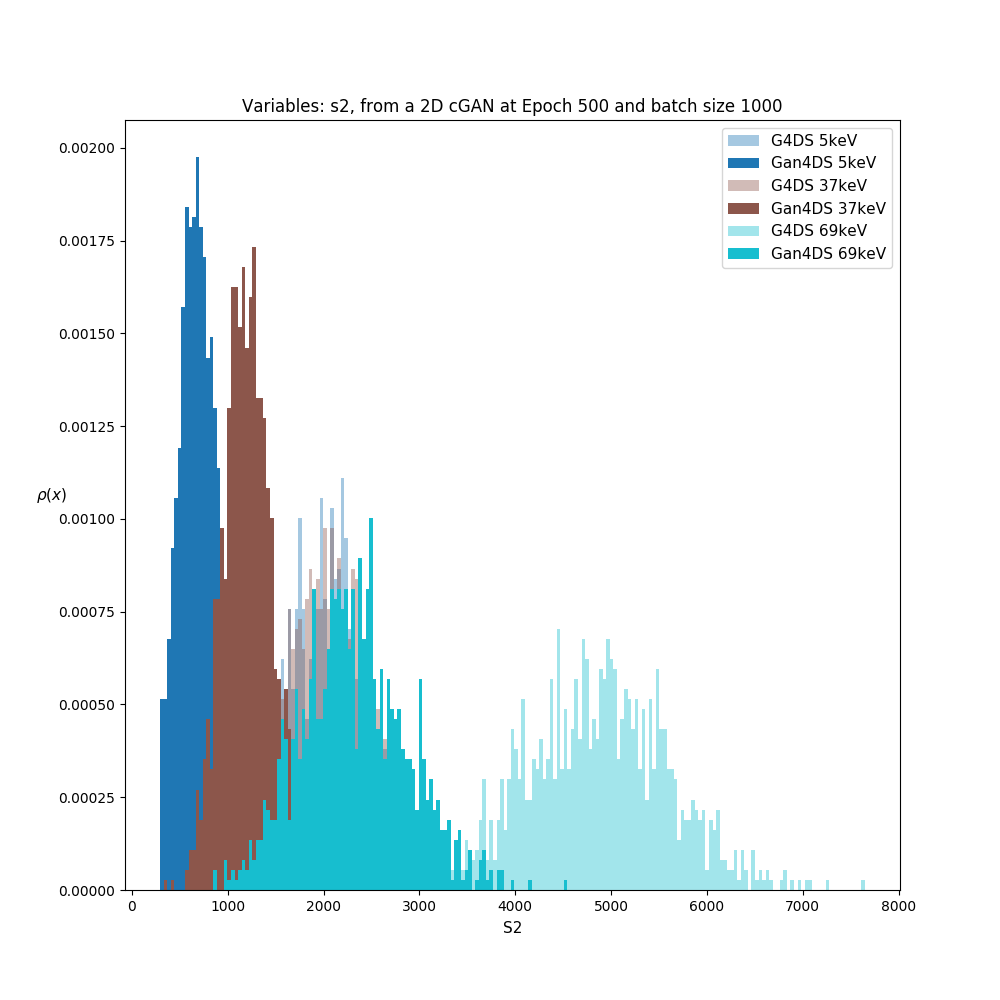 Variables: s2, from a 2D cGAN at Epoch 500 and batch size 1000
G4DS 5keV
Gan4DS 5keV
G4DS 37keV
Gan4DS 37keV
G4DS 69keV
Gan4DS 69keV
0.00200
0.00175
0.00150
0.00125
0.00100
0.00075
0.00050
0.00025
0.00000
ρ(x)
0 1000 2000 3000 4000 5000 6000 7000 8000
S2